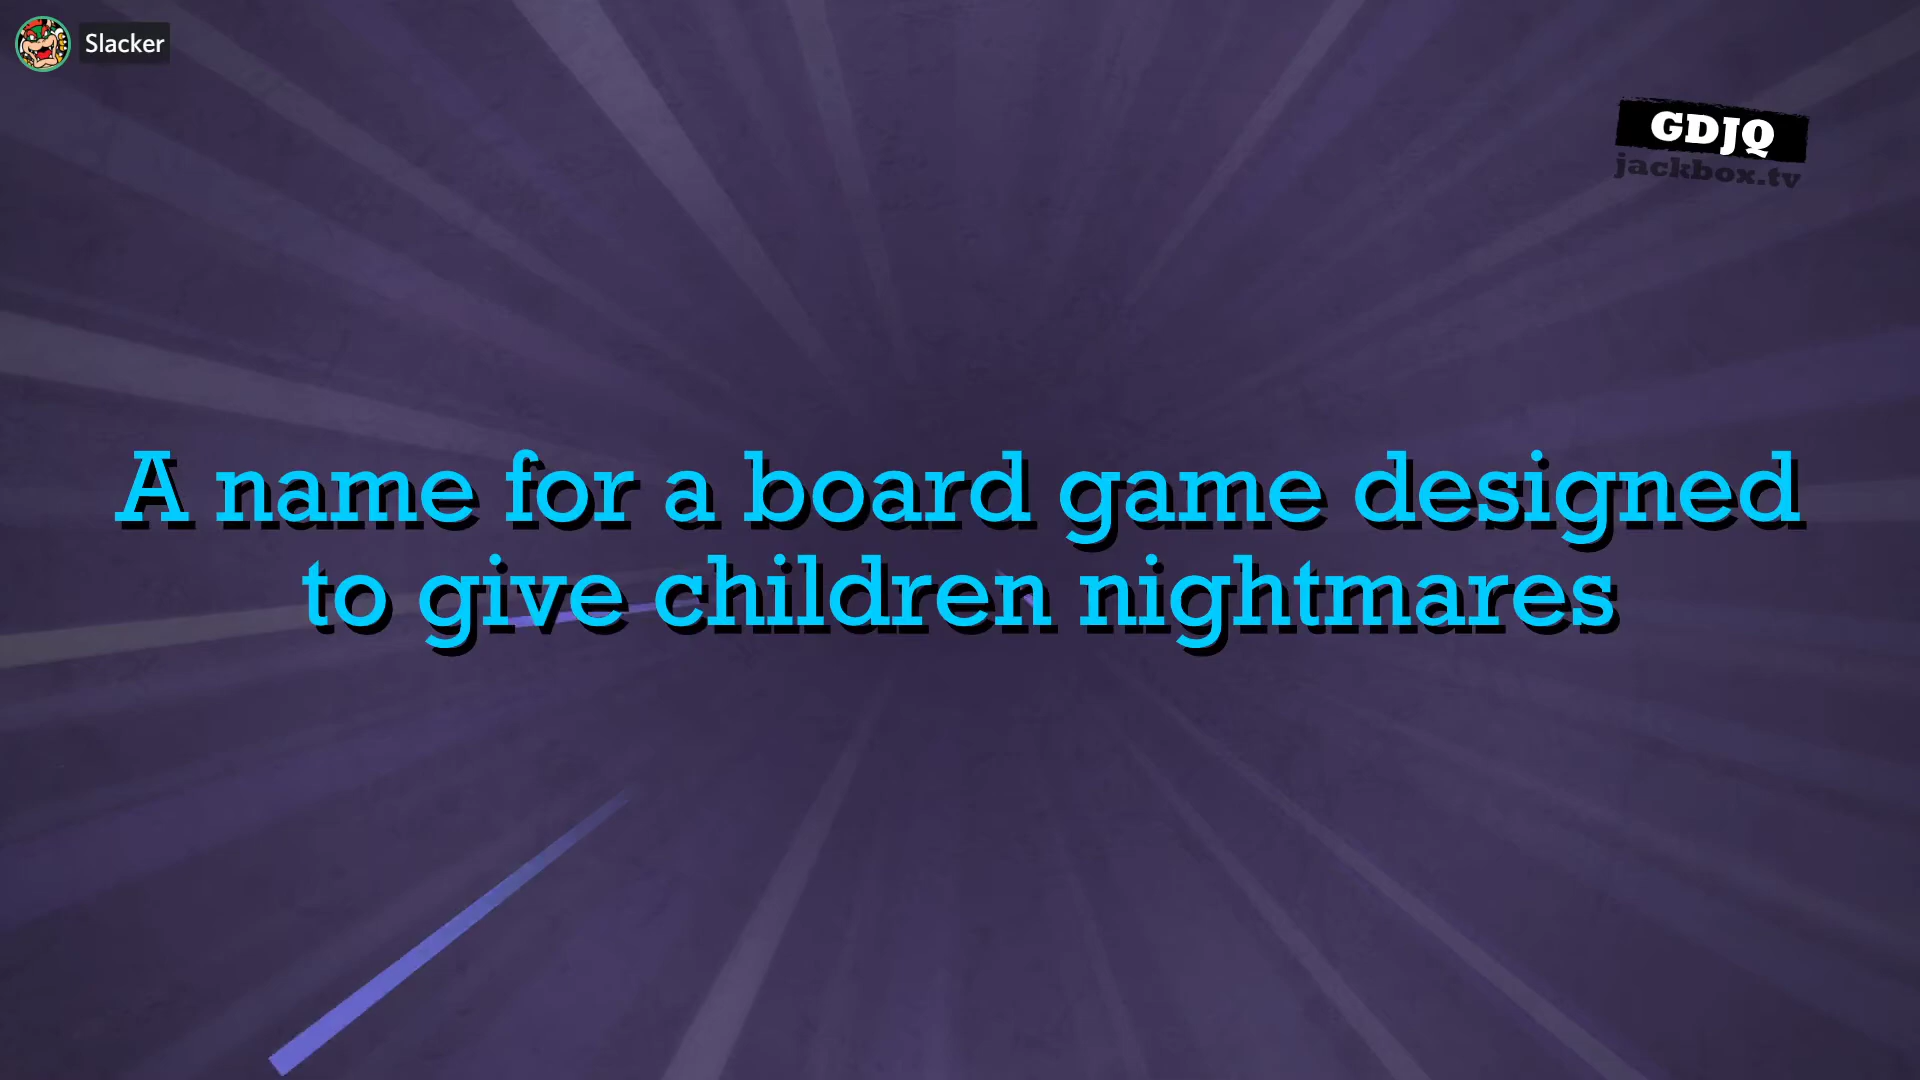 Slacker
GDJQ
jackbox.tv
A name for a board game designed
to give children nightmares